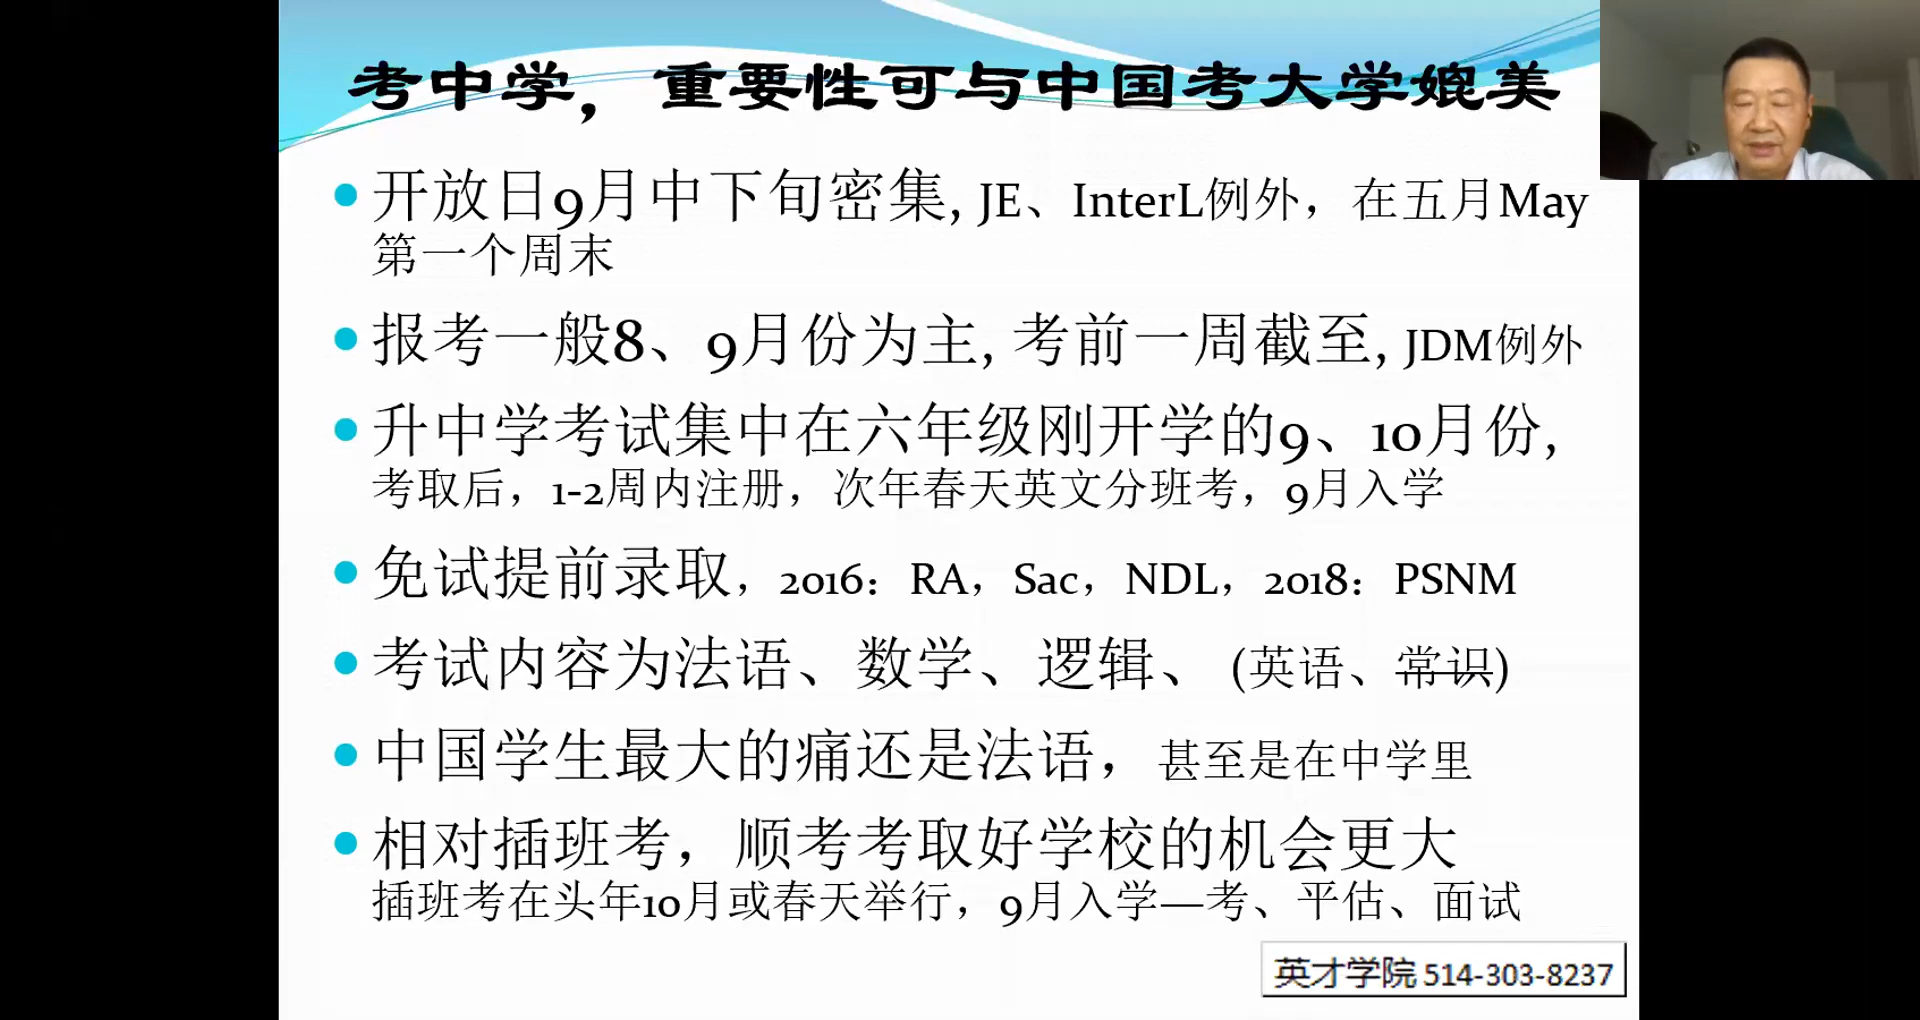 考中学，重要性可与中国考大学媲美
开放日9月中下旬密集, JE、InterL例外，在五月May
第一个周末
报考一般8、9月份为主, 考前一周截至, JDM例外
升中学考试集中在六年级刚开学的9、10月份,
考取后，1-2周内注册，次年春天英文分班考，9月入学
免试提前录取，2016：RA，Sac，NDL，2018：PSNM
考试内容为法语、数学、逻辑、(英语、常识)
中国学生最大的痛还是法语，甚至是在中学里
相对插班考，顺考考取好学校的机会更大
插班考在头年10月或春天举行，9月入学—考、平估、面试
英才学院 514-303-8237